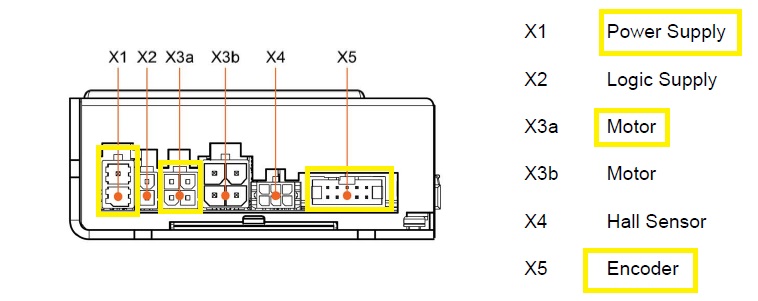 X1 X2 X3a X3b X4 X5
X1 Power Supply
X2 Logic Supply
X3a Motor
X3b Motor
X4 Hall Sensor
X5 Encoder